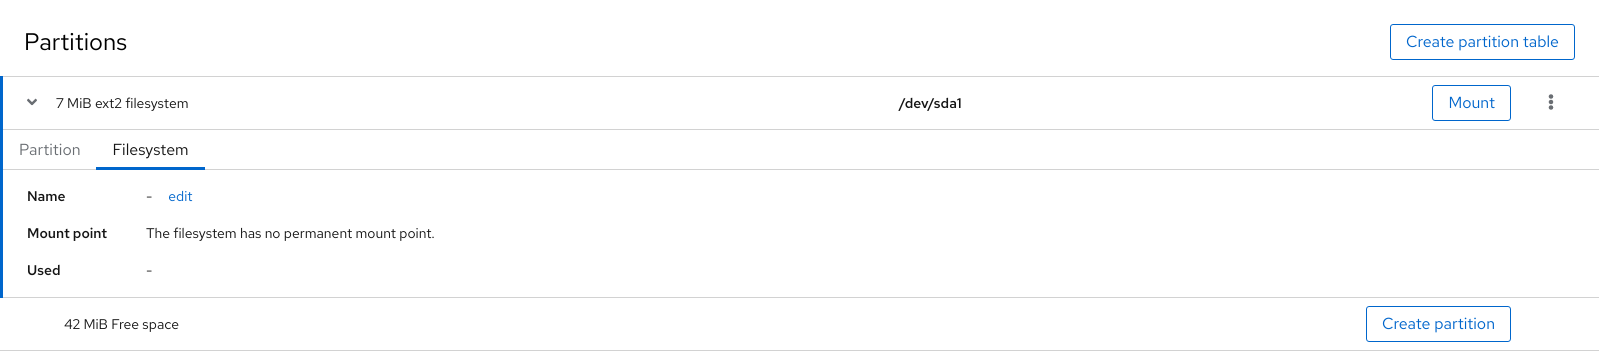 Partitions
Create partition table
7 MiB ext2 filesystem /dev/sda1 Mount
Partition Filesystem
Name - edit
Mount point The filesystem has no permanent mount point.
Used -
42 MiB Free space Create partition